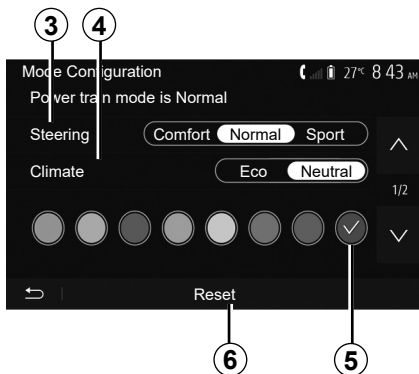 3 4
Mode Configuration 27°C 8 43 AM
Power train mode is Normal
Steering Comfort Normal Sport
Climate Eco Neutral
1/2
Reset
6 5